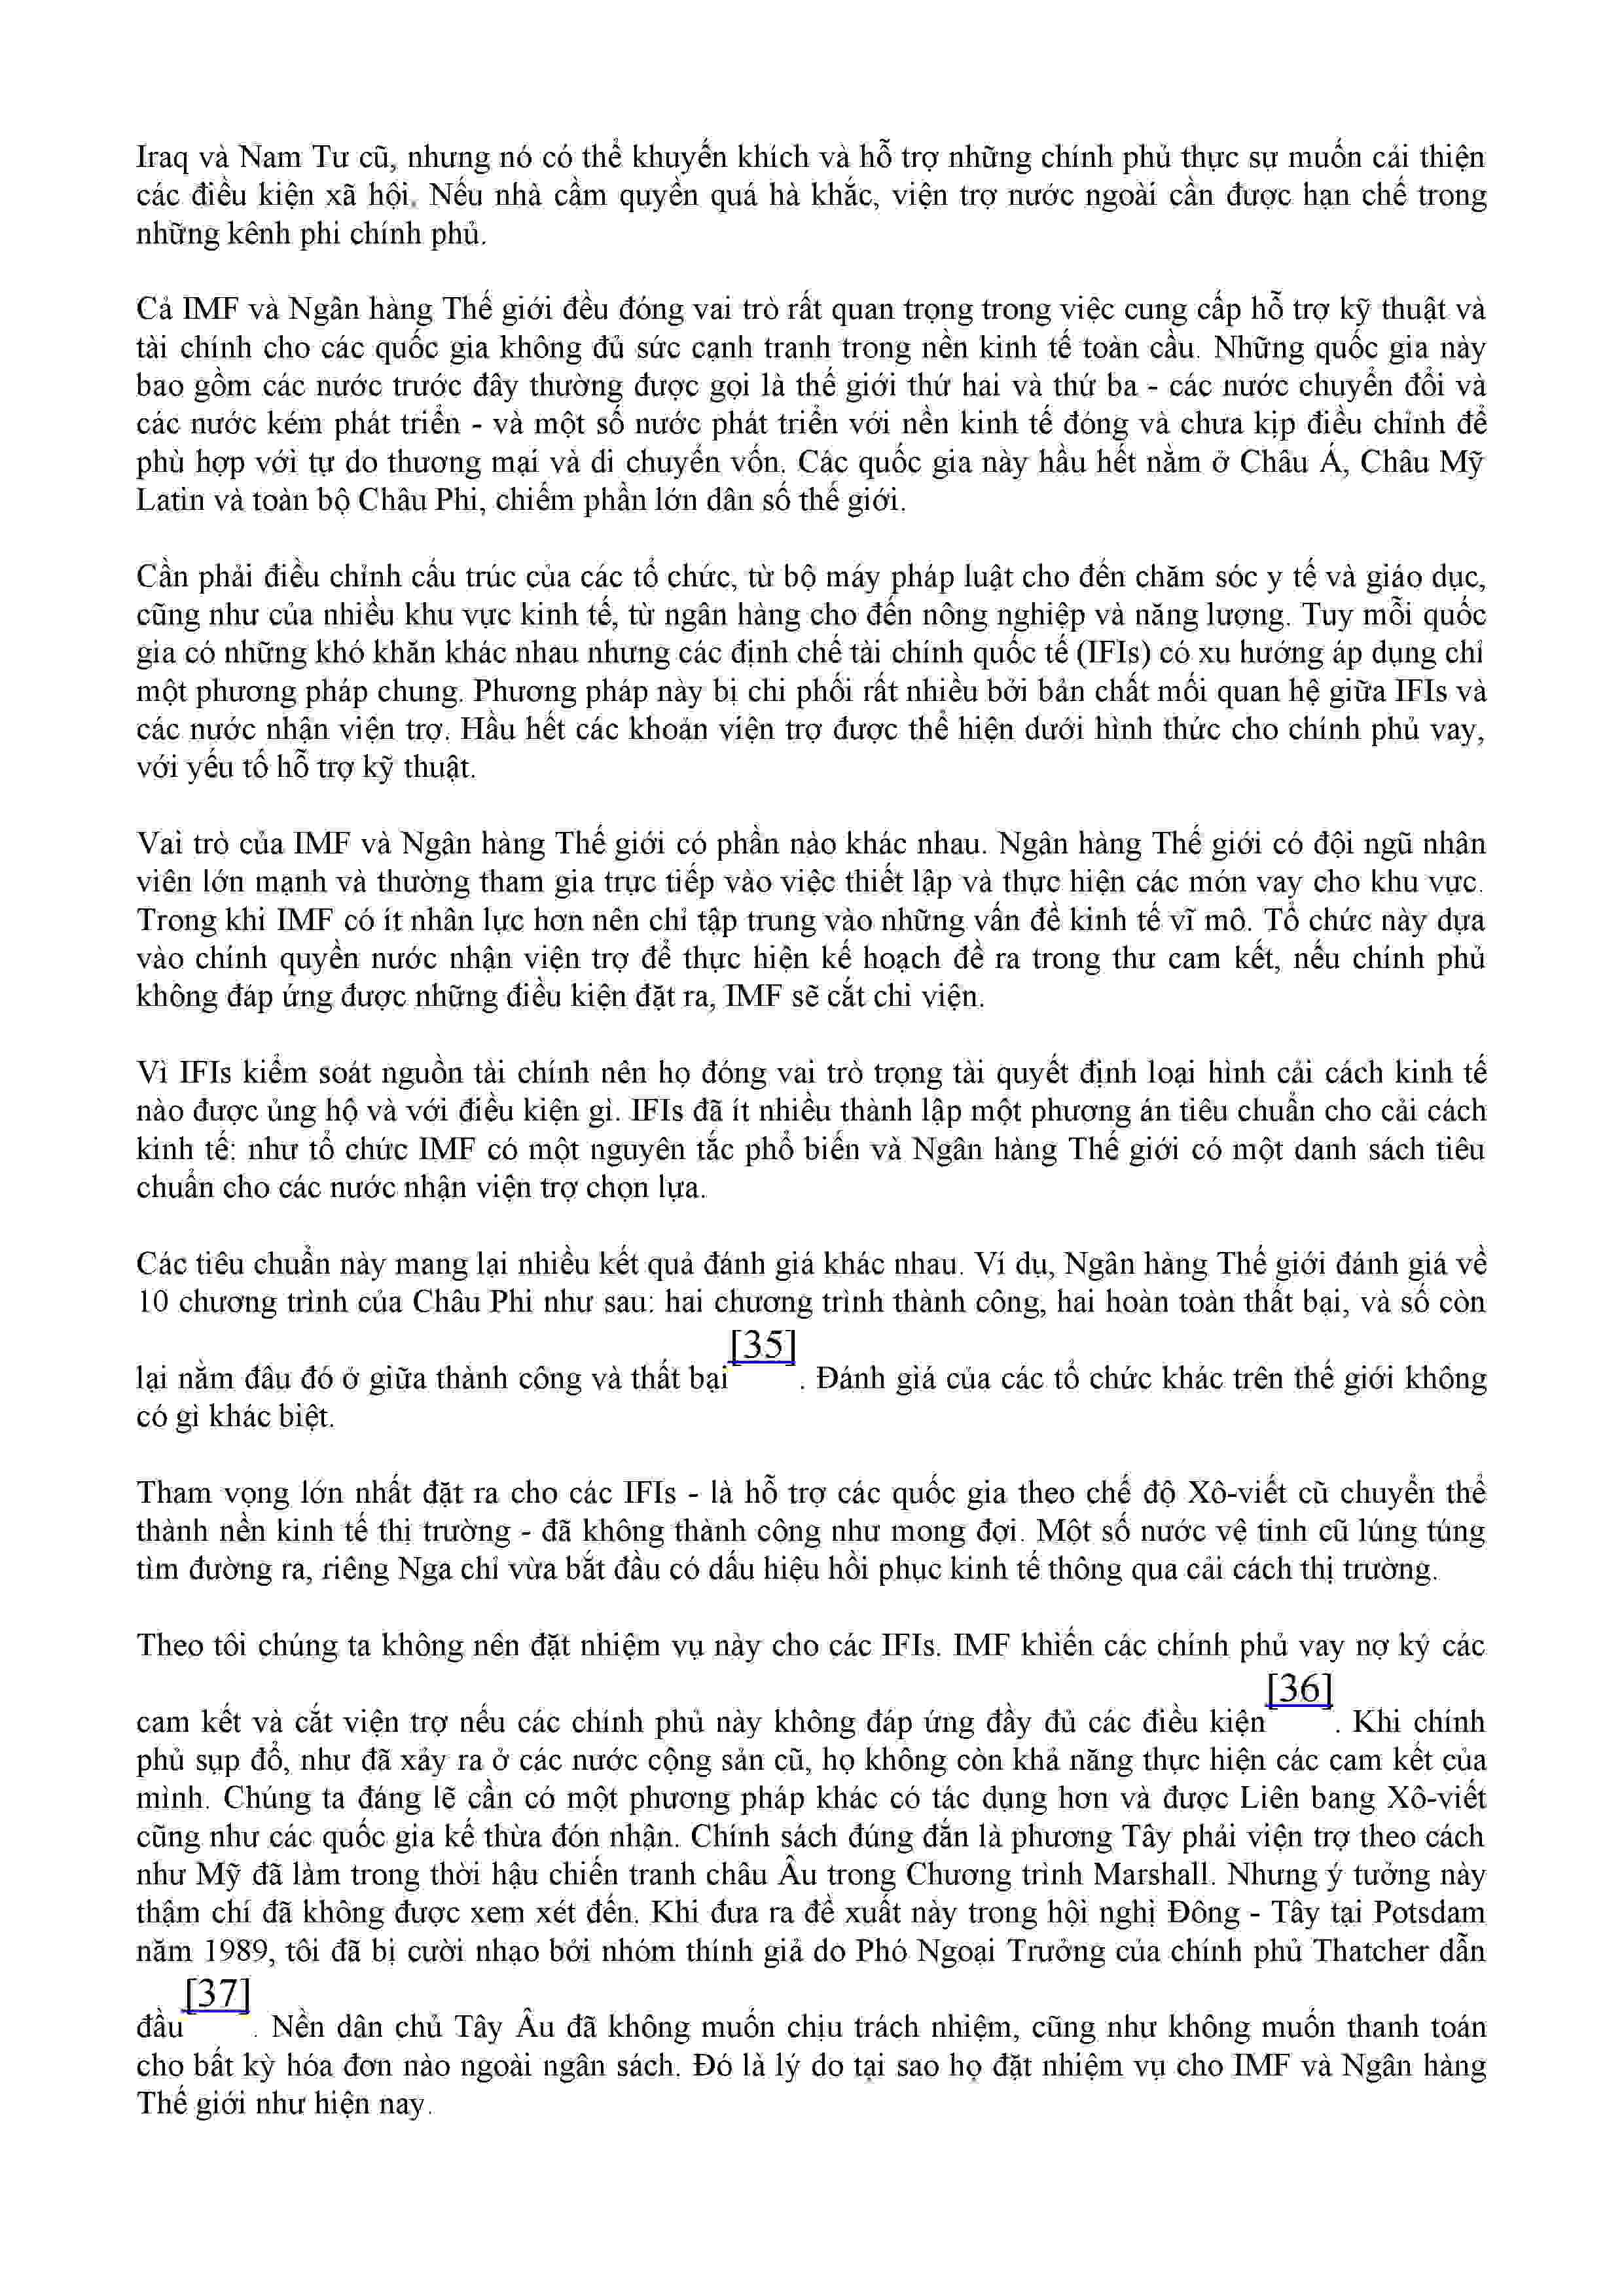 Iraq và Nam Tư cũ, nhưng nó có thể khuyến khích và hỗ trợ những chính phủ thực sự muốn cải thiện
các điều kiện xã hội. Nếu nhà cầm quyền quá hà khắc, viện trợ nước ngoài cần được hạn chế trong
những kênh phi chính phủ.
Cả IMF và Ngân hàng Thế giới đều đóng vai trò rất quan trọng trong việc cung cấp hỗ trợ kỹ thuật và
tài chính cho các quốc gia không đủ sức cạnh tranh trong nền kinh tế toàn cầu. Những quốc gia này
bao gồm các nước trước đây thường được gọi là thế giới thứ hai và thứ ba - các nước chuyển đổi và
các nước kém phát triển - và một số nước phát triển với nền kinh tế đóng và chưa kịp điều chỉnh để
phù hợp với tự do thương mại và di chuyển vốn. Các quốc gia này hầu hết nằm ở Châu Á, Châu Mỹ
Latin và toàn bộ Châu Phi, chiếm phần lớn dân số thế giới.
Cần phải điều chỉnh cấu trúc của các tổ chức, từ bộ máy pháp luật cho đến chăm sóc y tế và giáo dục,
cũng như của nhiều khu vực kinh tế, từ ngân hàng cho đến nông nghiệp và năng lượng. Tuy mỗi quốc
gia có những khó khăn khác nhau nhưng các định chế tài chính quốc tế (IFIs) có xu hướng áp dụng chỉ
một phương pháp chung. Phương pháp này bị chi phối rất nhiều bởi bản chất mối quan hệ giữa IFIs và
các nước nhận viện trợ. Hầu hết các khoản viện trợ được thể hiện dưới hình thức cho chính phủ vay,
với yếu tố hỗ trợ kỹ thuật.
Vai trò của IMF và Ngân hàng Thế giới có phần nào khác nhau. Ngân hàng Thế giới có đội ngũ nhân
viên lớn mạnh và thường tham gia trực tiếp vào việc thiết lập và thực hiện các món vay cho khu vực.
Trong khi IMF có ít nhân lực hơn nên chỉ tập trung vào những vấn đề kinh tế vĩ mô. Tổ chức này dựa
vào chính quyền nước nhận viện trợ để thực hiện kế hoạch đề ra trong thư cam kết, nếu chính phủ
không đáp ứng được những điều kiện đặt ra, IMF sẽ cắt chi viện.
Vì IFIs kiểm soát nguồn tài chính nên họ đóng vai trò trọng tài quyết định loại hình cải cách kinh tế
nào được ủng hộ và với điều kiện gì. IFIs đã ít nhiều thành lập một phương án tiêu chuẩn cho cải cách
kinh tế: như tổ chức IMF có một nguyên tắc phổ biến và Ngân hàng Thế giới có một danh sách tiêu
chuẩn cho các nước nhận viện trợ chọn lựa.
Các tiêu chuẩn này mang lại nhiều kết quả đánh giá khác nhau. Ví dụ, Ngân hàng Thế giới đánh giá về
10 chương trình của Châu Phi như sau: hai chương trình thành công, hai hoàn toàn thất bại, và số còn
lại nằm đâu đó ở giữa thành công và thất bại[35]. Đánh giá của các tổ chức khác trên thế giới không
có gì khác biệt.
Tham vọng lớn nhất đặt ra cho các IFIs - là hỗ trợ các quốc gia theo chế độ Xô-viết cũ chuyển thể
thành nền kinh tế thị trường - đã không thành công như mong đợi. Một số nước vệ tinh cũ lúng túng
tìm đường ra, riêng Nga chỉ vừa bắt đầu có dấu hiệu hồi phục kinh tế thông qua cải cách thị trường.
Theo tôi chúng ta không nên đặt nhiệm vụ này cho các IFIs. IMF khiến các chính phủ vay nợ ký các
cam kết và cắt viện trợ nếu các chính phủ này không đáp ứng đầy đủ các điều kiện[36]. Khi chính
phủ sụp đổ, như đã xảy ra ở các nước cộng sản cũ, họ không còn khả năng thực hiện các cam kết của
mình. Chúng ta đáng lẽ cần có một phương pháp khác có tác dụng hơn và được Liên bang Xô-viết
cũng như các quốc gia kế thừa đón nhận. Chính sách đúng đắn là phương Tây phải viện trợ theo cách
như Mỹ đã làm trong thời hậu chiến tranh châu Âu trong Chương trình Marshall. Nhưng ý tưởng này
thậm chí đã không được xem xét đến. Khi đưa ra đề xuất này trong hội nghị Đông - Tây tại Potsdam
năm 1989, tôi đã bị cười nhạo bởi nhóm thính giả do Phó Ngoại Trưởng của chính phủ Thatcher dẫn
đầu[37]. Nền dân chủ Tây Âu đã không muốn chịu trách nhiệm, cũng như không muốn thanh toán
cho bất kỳ hóa đơn nào ngoài ngân sách. Đó là lý do tại sao họ đặt nhiệm vụ cho IMF và Ngân hàng
Thế giới như hiện nay.